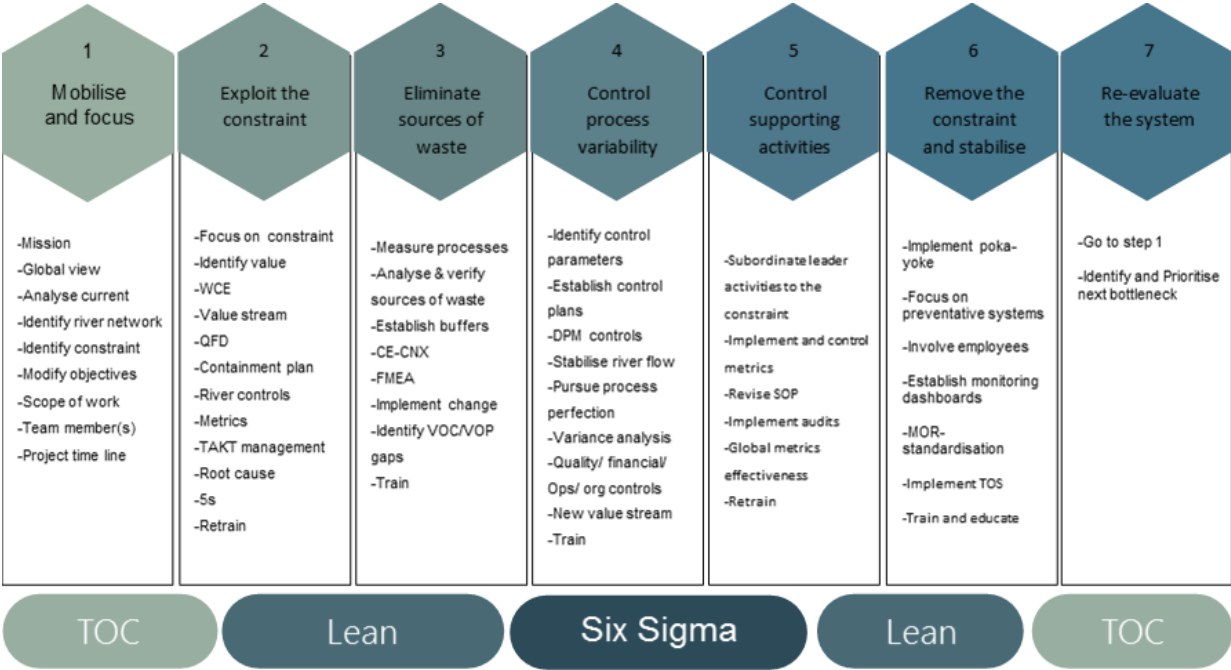 1
Mobilise
and focus
-Mission
-Global view
-Analyse current
-Identify river network
-Identify constraint
-Modify objectives
-Scope of work
-Team member(s)
-Project time line
2
Exploit the
constraint
-Focus on constraint
-Identify value
-WCE
-Value stream
-QFD
-Containment plan
-River controls
-Metrics
-TAKT management
-Root cause
-5s
-Retrain
3
Eliminate
sources of
waste
-Measure processes
-Analyse & verify
sources of waste
-Establish buffers
-CE-CNX
-FMEA
-Implement change
-Identify VOC/VOP
gaps
-Train
4
Control
process
variability
-Identify control
parameters
-Establish control
plans
-DPM controls
-Stabilise river flow
-Pursue process
perfection
-Variance analysis
-Quality/ financial/
Ops/ org controls
-New value stream
-Train
5
Control
supporting
activities
-Subordinate leader
activities to the
constraint
-Implement and control
metrics
-Revise SOP
-Implement audits
-Global metrics
effectiveness
-Retrain
6
Remove the
constraint
and stabilise
-Implement poka-
yoke
-Focus on
preventative systems
-Involve employees
-Establish monitoring
dashboards
-MOR-
standardisation
-Implement TOS
-Train and educate
7
Re-evaluate
the system
-Go to step 1
-Identify and Prioritise
next bottleneck
TOC
Lean
Six Sigma
Lean
TOC